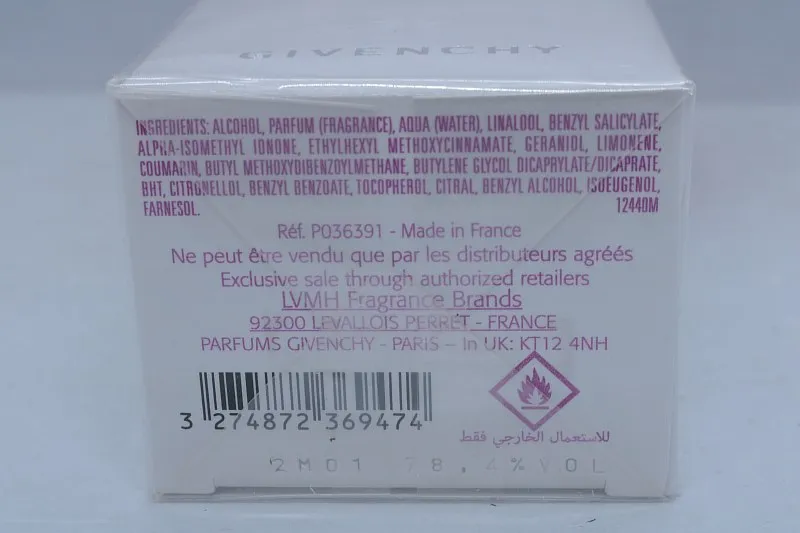 GIVENCHY
INGREDIENTS: ALCOHOL, PARFUM (FRAGRANCE), AQUA (WATER), LINALOOL, BENZYL SALICYLATE,
ALPHA-ISOMETHYL IONONE, ETHYLHEXYL METHOXYCINNAMATE, GERANIOL, LIMONENE,
COUMARIN, BUTYL METHOXYDIBENZOYLMETHANE, BUTYLENE GLYCOL DICAPRYLATE/DICAPRATE,
BHT, CITRONELLOL, BENZYL BENZOATE, TOCOPHEROL, CITRAL, BENZYL ALCOHOL, ISOEUGENOL,
FARNESOL. 12440M
Réf. P036391 - Made in France
Ne peut être vendu que par les distributeurs agréés
Exclusive sale through authorized retailers
LVMH Fragrance Brands
92300 LEVALLOIS PERRET - FRANCE
PARFUMS GIVENCHY - PARIS – In UK: KT12 4NH
3 274872 369474
للاستعمال الخارجي فقط
2M01 78,4%VOL